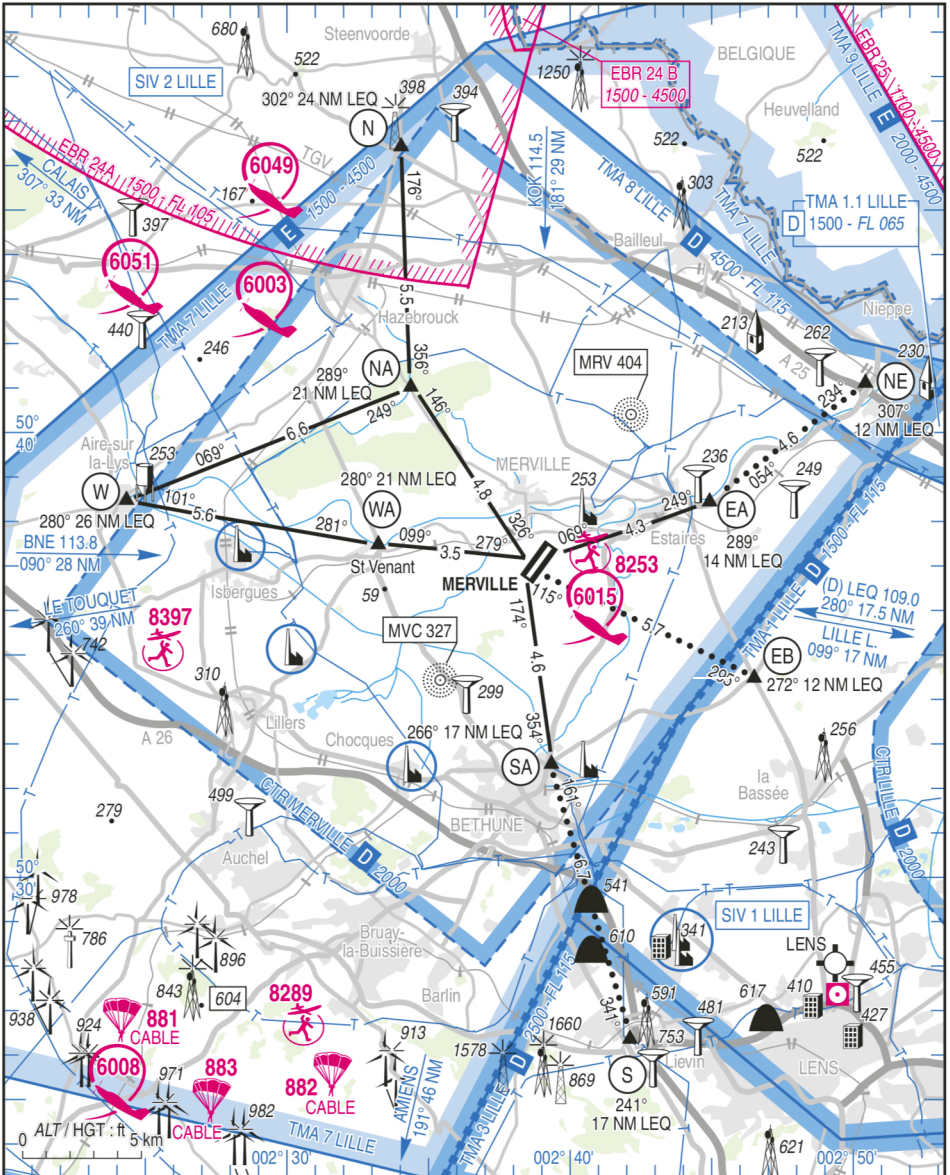 680
Steenvoorde
BELGIQUE
522
SIV 2 LILLE
1250
EBR 24 B
1500 - 4500
TMA 9 LILLE
E
2000 - 4500
EBR 25 1100 - 4500
302° 24 NM LEQ
398
394
N
Heuvelland
522
522
EBR 24A 1500 - FL 105
TGV
CALAIS
307° 33 NM
6049
167
E
1500 - 4500
176°
KOK 114.5
181° 29 NM
303
TMA 8 LILLE
TMA 7 LILLE
TMA 1.1 LILLE
D
1500 - FL 065
397
Bailleul
D
4500 - FL 115
6051
6003
5.5
440
TMA 7 LILLE
Hazebrouck
246
213
262
Nieppe
230
A 25
MRV 404
NA
356°
289°
21 NM LEQ
249°
146°
234°
NE
307°
12 NM LEQ
50°
40'
Aire-sur
la-Lys
253
069°
6.6
4.8
4.6
054°
MERVILLE
236
249
W
101°
280° 26 NM LEQ
5.6
281°
280° 21 NM LEQ
WA
099°
3.5
279°
326°
253
069°
4.3
249°
EA
289°
14 NM LEQ
Estaires
BNE 113.8
090° 28 NM
St Venant
MERVILLE
8253
1500 - FL 115
D
TMA 1 LILLE
Isbergues
59
115°
6015
174°
5.7
(D) LEQ 109.0
280° 17.5 NM
LILLE L.
099° 17 NM
LE TOUQUET
260° 39 NM
742
8397
MVC 327
4.6
295°
EB
272° 12 NM LEQ
310
299
Lillers
A 26
Chocques
266° 17 NM LEQ
354°
SA
256
CTR LILLE
D
2000
161°
la
Bassée
279
499
CTR MERVILLE
D
2000
BETHUNE
243
Auchel
6.7
50°
30'
978
541
SIV 1 LILLE
786
896
Bruay-
la-Buissière
610
341
LENS
455
843
604
8289
Barlin
591
481
617
410
427
938
881
CABLE
341°
924
913
1578
2500 - FL 115
D
1660
753
Lievin
LENS
6008
971
883
CABLE
882
CABLE
869
S
241°
17 NM LEQ
982
TMA 7 LILLE
AMIENS
191° 46 NM
TMA 3 LILLE
621
ALT / HGT : ft
0
5 km
002° 30'
002° 40'
002° 50'